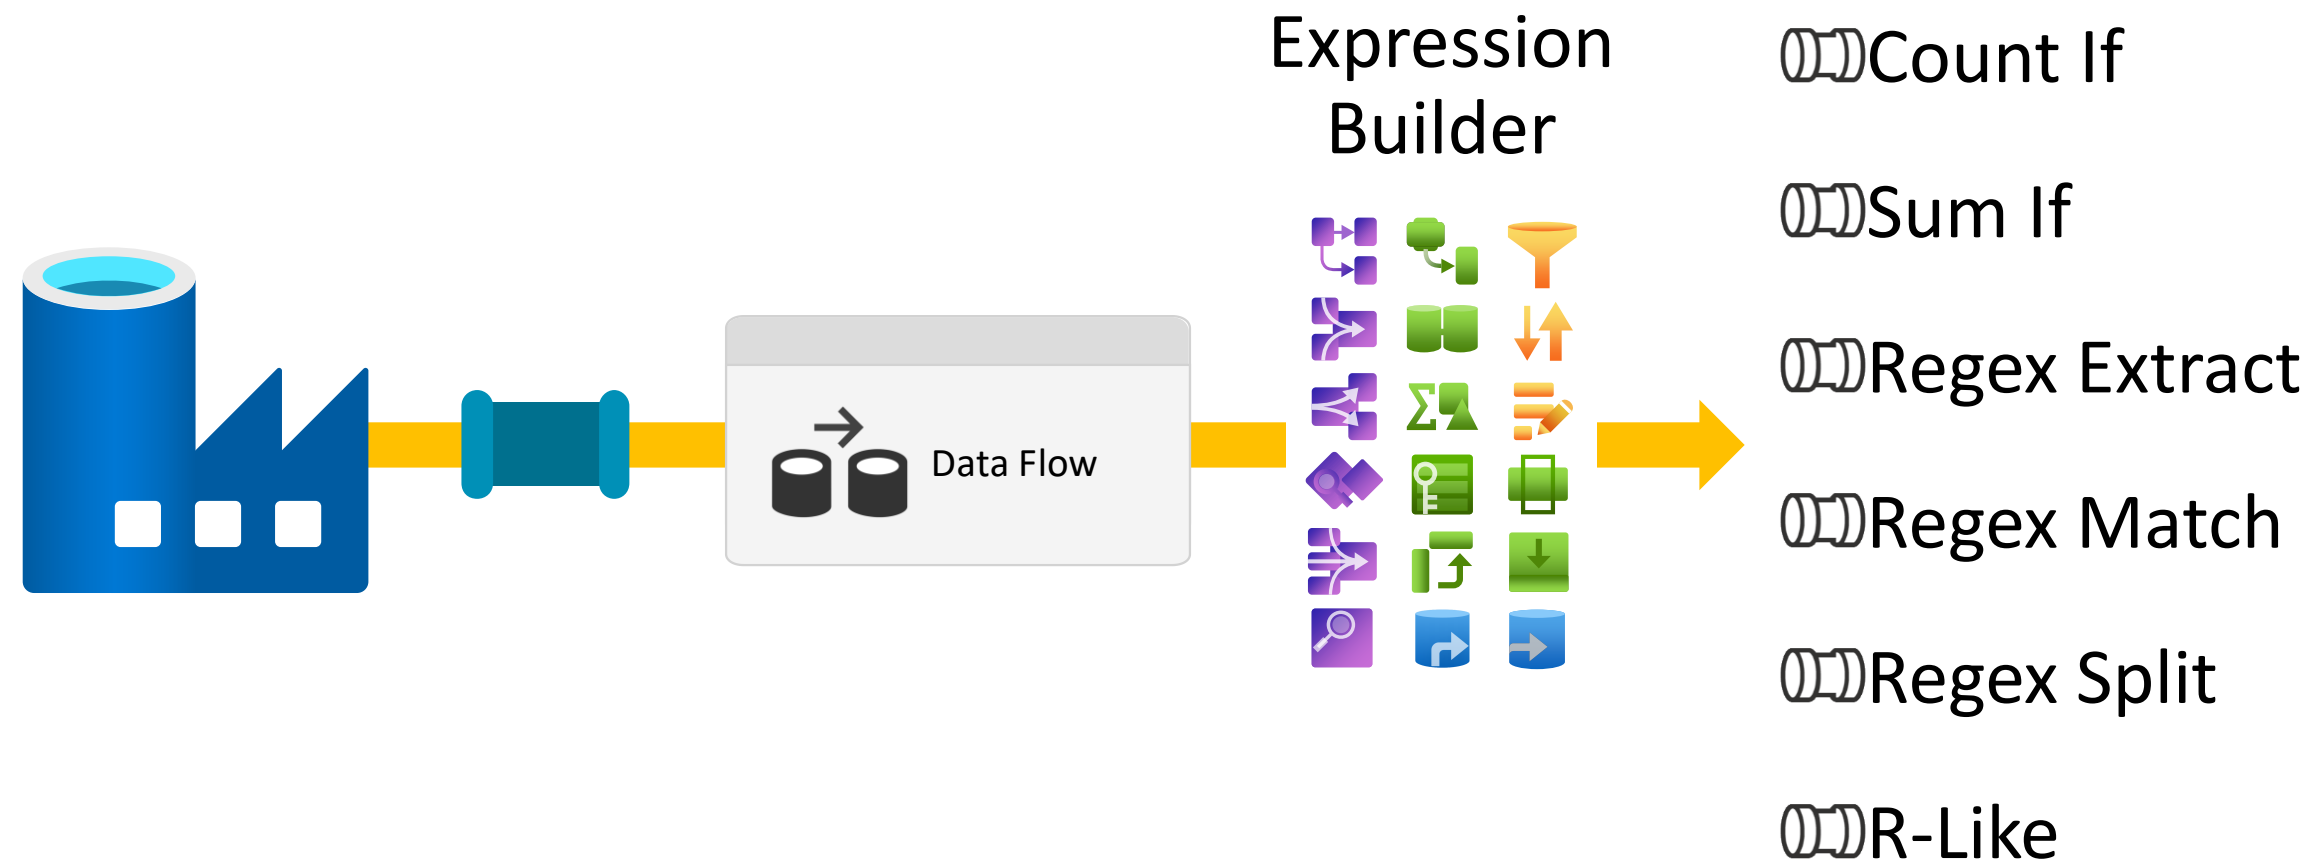 Expression
Builder
Data Flow
Count If
Sum If
Regex Extract
Regex Match
Regex Split
R-Like